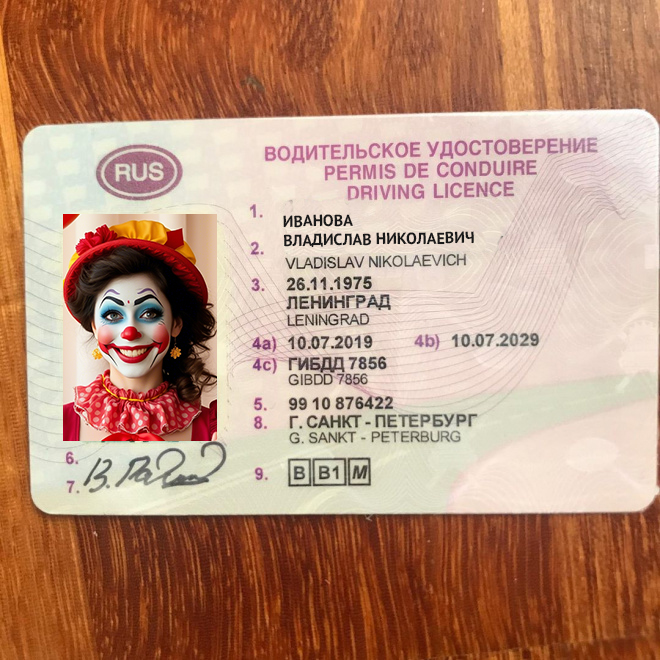 RUS
ВОДИТЕЛЬСКОЕ УДОСТОВЕРЕНИЕ
PERMIS DE CONDUIRE
DRIVING LICENCE
1. ИВАНОВА
2. ВЛАДИСЛАВ НИКОЛАЕВИЧ
VLADISLAV NIKOLAEVICH
3. 26.11.1975
ЛЕНИНГРАД
LENINGRAD
4a) 10.07.2019 4b) 10.07.2029
4c) ГИБДД 7856
GIBDD 7856
5. 99 10 876422
8. Г. САНКТ - ПЕТЕРБУРГ
G. SANKT - PETERBURG
6.
7.
9. B B1 M